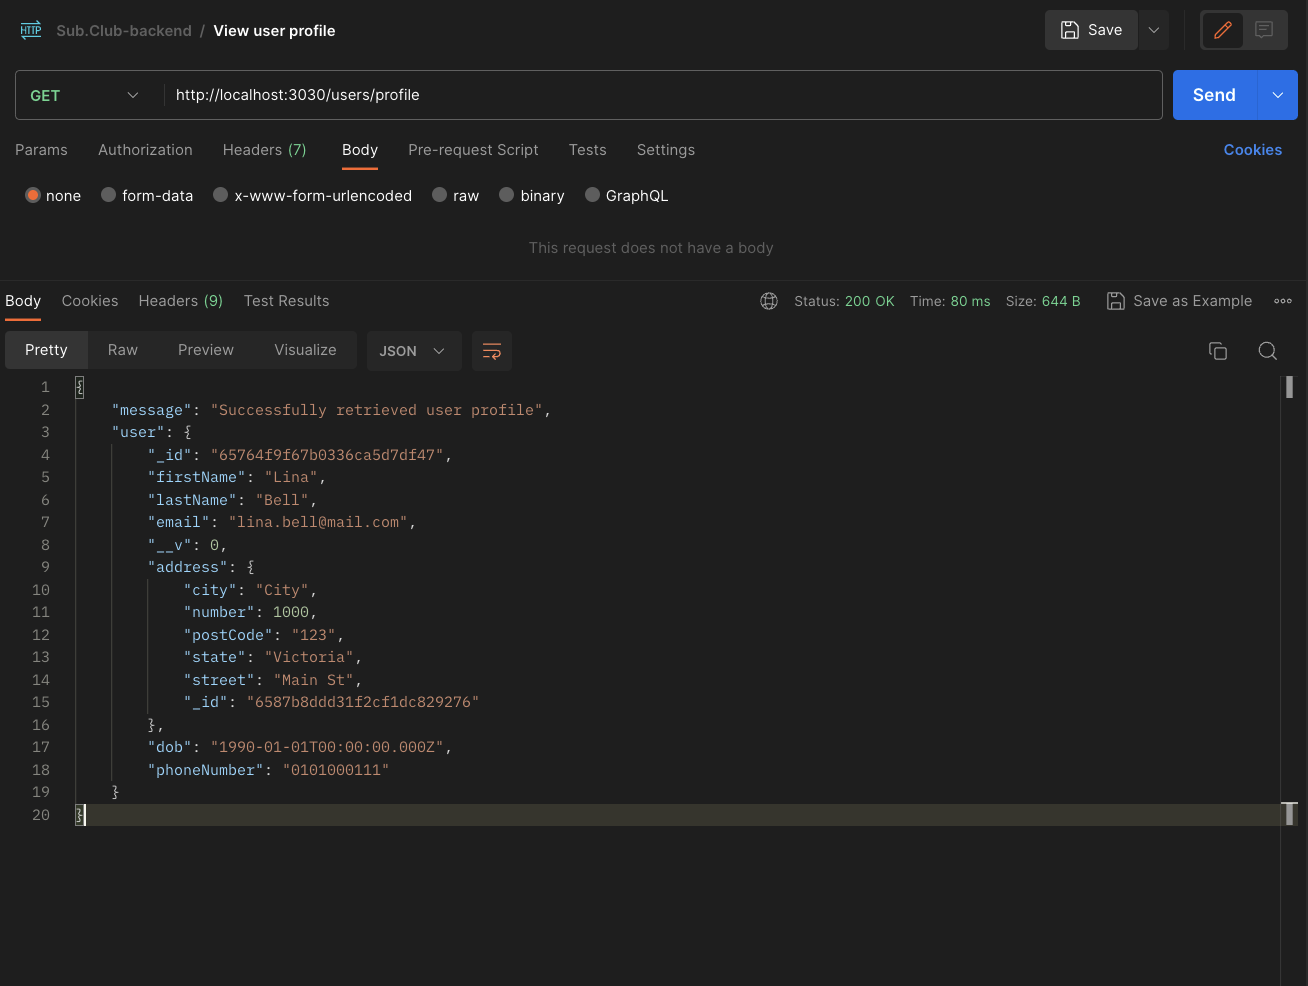 HTTP Sub.Club-backend / View user profile Save
GET http://localhost:3030/users/profile Send
Params Authorization Headers (7) Body Pre-request Script Tests Settings Cookies
none form-data x-www-form-urlencoded raw binary GraphQL
This request does not have a body
Body Cookies Headers (9) Test Results Status: 200 OK Time: 80 ms Size: 644 B Save as Example
Pretty Raw Preview Visualize JSON
1 {
2 "message": "Successfully retrieved user profile",
3 "user": {
4 "_id": "65764f9f67b0336ca5d7df47",
5 "firstName": "Lina",
6 "lastName": "Bell",
7 "email": "lina.bell@mail.com",
8 "__v": 0,
9 "address": {
10 "city": "City",
11 "number": 1000,
12 "postCode": "123",
13 "state": "Victoria",
14 "street": "Main St",
15 "_id": "6587b8ddd31f2cf1dc829276"
16 },
17 "dob": "1990-01-01T00:00:00.000Z",
18 "phoneNumber": "0101000111"
19 }
20 }